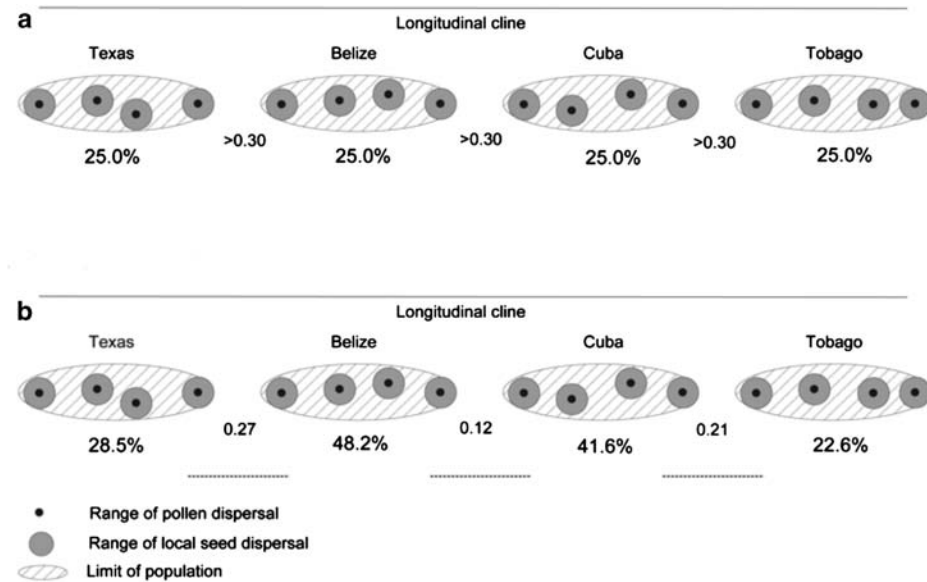 a
Longitudinal cline
Texas Belize Cuba Tobago
>0.30 >0.30 >0.30
25.0% 25.0% 25.0% 25.0%
b
Longitudinal cline
Texas Belize Cuba Tobago
0.27 0.12 0.21
28.5% 48.2% 41.6% 22.6%
Range of pollen dispersal
Range of local seed dispersal
Limit of population